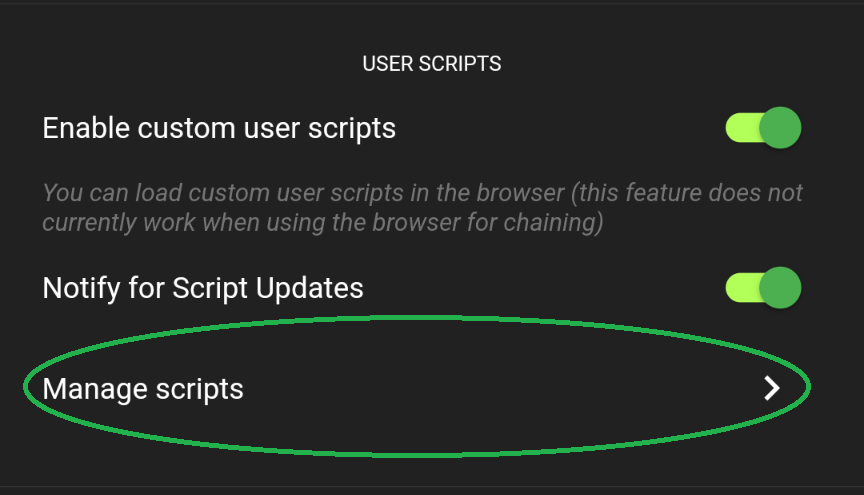 USER SCRIPTS
Enable custom user scripts
You can load custom user scripts in the browser (this feature does not
currently work when using the browser for chaining)
Notify for Script Updates
Manage scripts